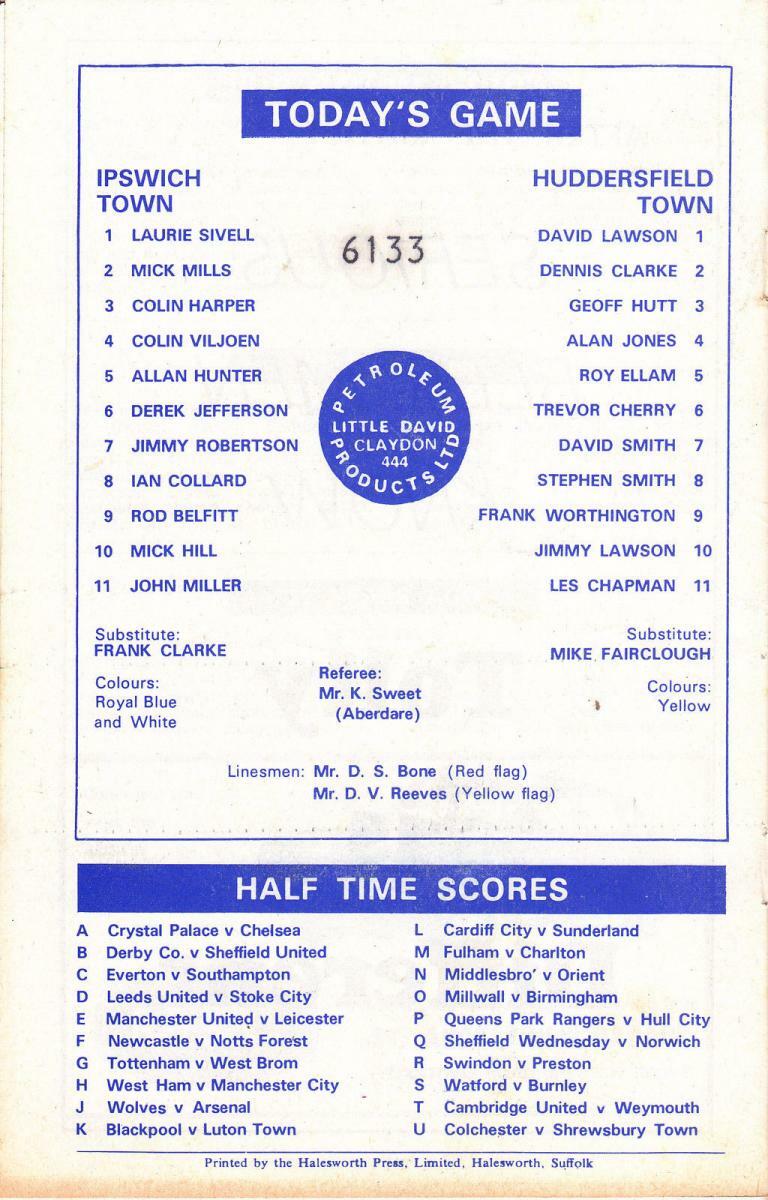 TODAY'S GAME
IPSWICH
TOWN
1 LAURIE SIVELL
2 MICK MILLS
3 COLIN HARPER
4 COLIN VILJOEN
5 ALLAN HUNTER
6 DEREK JEFFERSON
7 JIMMY ROBERTSON
8 IAN COLLARD
9 ROD BELFITT
10 MICK HILL
11 JOHN MILLER
Substitute:
FRANK CLARKE
Colours:
Royal Blue
and White
6133
PETROLEUM
LITTLE DAVID
CLAYDON
444
PRODUCTS LTD
HUDDERSFIELD
TOWN
DAVID LAWSON 1
DENNIS CLARKE 2
GEOFF HUTT 3
ALAN JONES 4
ROY ELLAM 5
TREVOR CHERRY 6
DAVID SMITH 7
STEPHEN SMITH 8
FRANK WORTHINGTON 9
JIMMY LAWSON 10
LES CHAPMAN 11
Substitute:
MIKE FAIRCLOUGH
Colours:
Yellow
Referee:
Mr. K. Sweet
(Aberdare)
Linesmen: Mr. D. S. Bone (Red flag)
Mr. D. V. Reeves (Yellow flag)
HALF TIME SCORES
A Crystal Palace v Chelsea
B Derby Co. v Sheffield United
C Everton v Southampton
D Leeds United v Stoke City
E Manchester United v Leicester
F Newcastle v Notts Forest
G Tottenham v West Brom
H West Ham v Manchester City
J Wolves v Arsenal
K Blackpool v Luton Town
L Cardiff City v Sunderland
M Fulham v Charlton
N Middlesbro' v Orient
O Millwall v Birmingham
P Queens Park Rangers v Hull City
Q Sheffield Wednesday v Norwich
R Swindon v Preston
S Watford v Burnley
T Cambridge United v Weymouth
U Colchester v Shrewsbury Town
Printed by the Halesworth Press, Limited, Halesworth, Suffolk